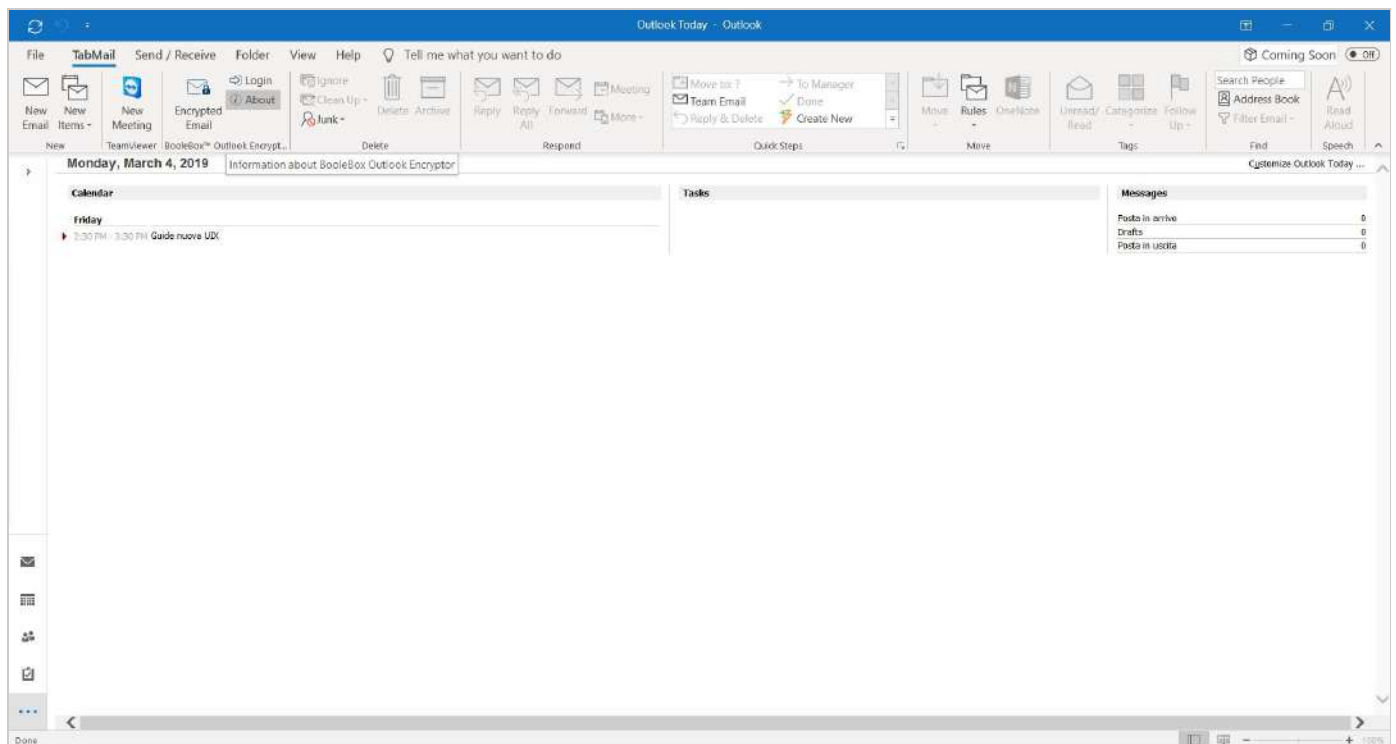 Outlook Today - Outlook
File TabMail Send / Receive Folder View Help Tell me what you want to do Coming Soon Off
New Email
New Items
New Meeting
Encrypted Email
Login
About
Ignore
Clean Up
Junk
Delete Archive
Reply
Reply All
Forward
Meeting
More
Move to: ?
Team Email
Reply & Delete
To Manager
Done
Create New
Move
Rules
OneNote
Unread/ Read
Categorize
Follow Up
Search People
Address Book
Filter Email
Read Aloud
New TeamViewer BooleBox™ Outlook Encrypt... Delete Respond Quick Steps Move Tags Find Speech
Monday, March 4, 2019 Information about BooleBox Outlook Encryptor Customize Outlook Today ...
Calendar Tasks Messages
Friday
2:30 PM - 3:30 PM Guide nuova UIX
Posta in arrivo 0
Drafts 0
Posta in uscita 0
Done 100%